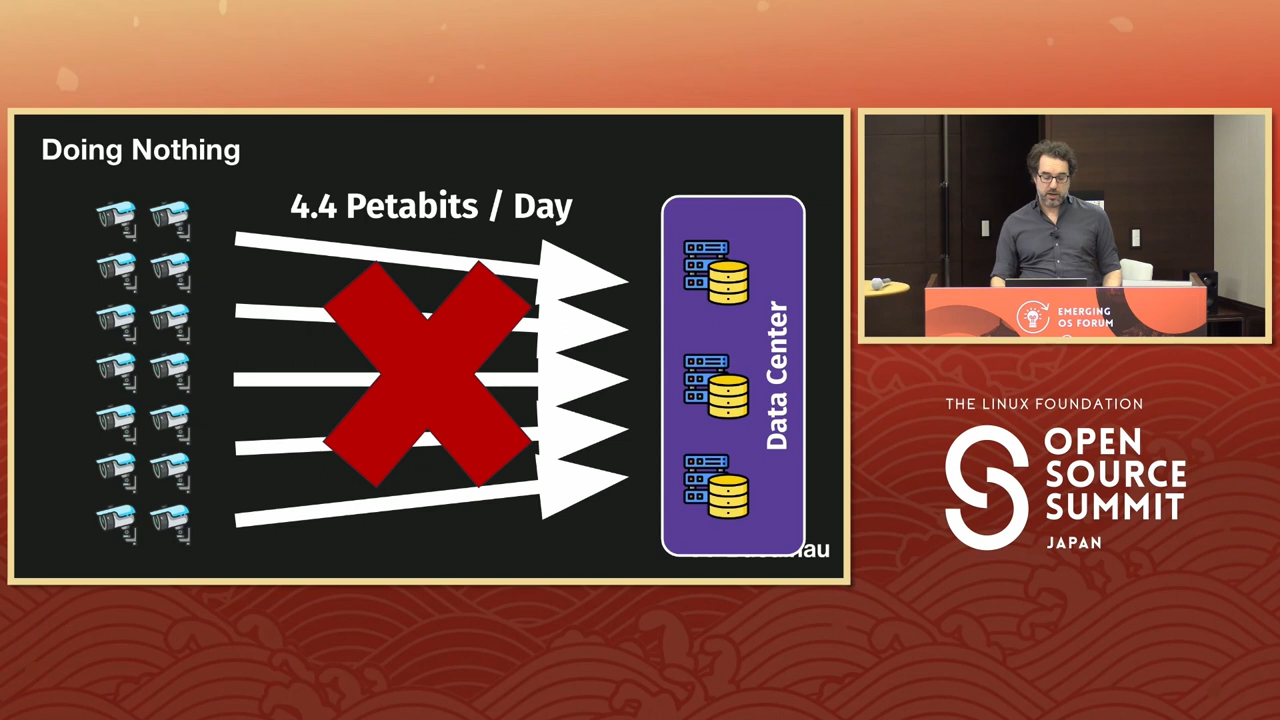 Doing Nothing
4.4 Petabits / Day
Data Center
EMERGING
OS FORUM
THE LINUX FOUNDATION
OPEN
SOURCE
SUMMIT
JAPAN